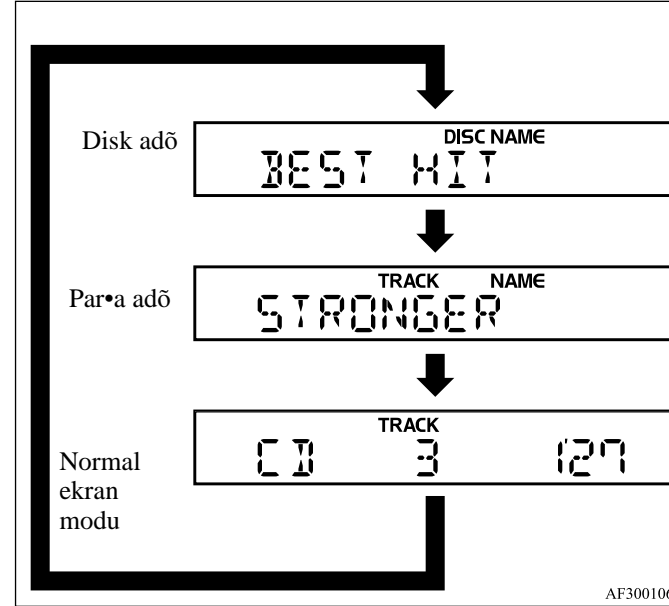 Disk adõ
DISC NAME
BEST HIT
Par•a adõ
TRACK NAME
STRONGER
Normal
ekran
modu
TRACK
CD 3 1'27
AF300106